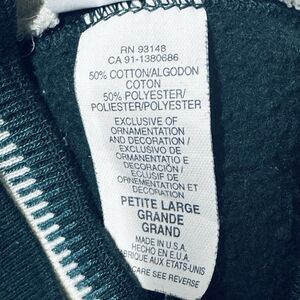 RN 93148
CA 91-1380686
50% COTTON/ALGODON
COTON
50% POLYESTER/
POLIESTER/POLYESTER
EXCLUSIVE OF
ORNAMENTATION
AND DECORATION /
EXCLUSIVO DE
ORMANENTATIO E
DECORACIÓN /
ECLUSIF DE
ORNEMENTATION ET
DECORATION
PETITE LARGE
GRANDE
GRAND
MADE IN U.S.A.
HECHO EN E.U.A.
FABRIQUE AUX ETATS-UNIS
CARE SEE REVERSE